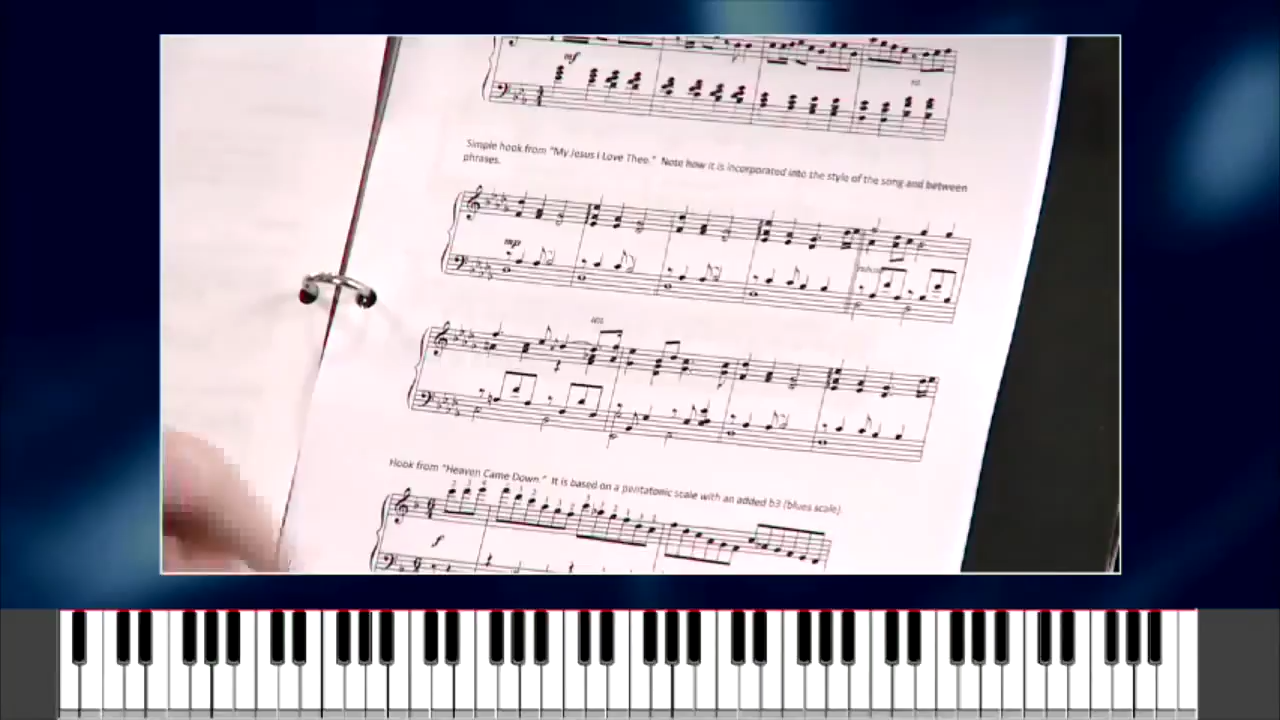 mf
Simple hook from "My Jesus I Love Thee." Note how it is incorporated into the style of the song and between
phrases.
mp
Hook from "Heaven Came Down." It is based on a pentatonic scale with an added b3 (blues scale).
f